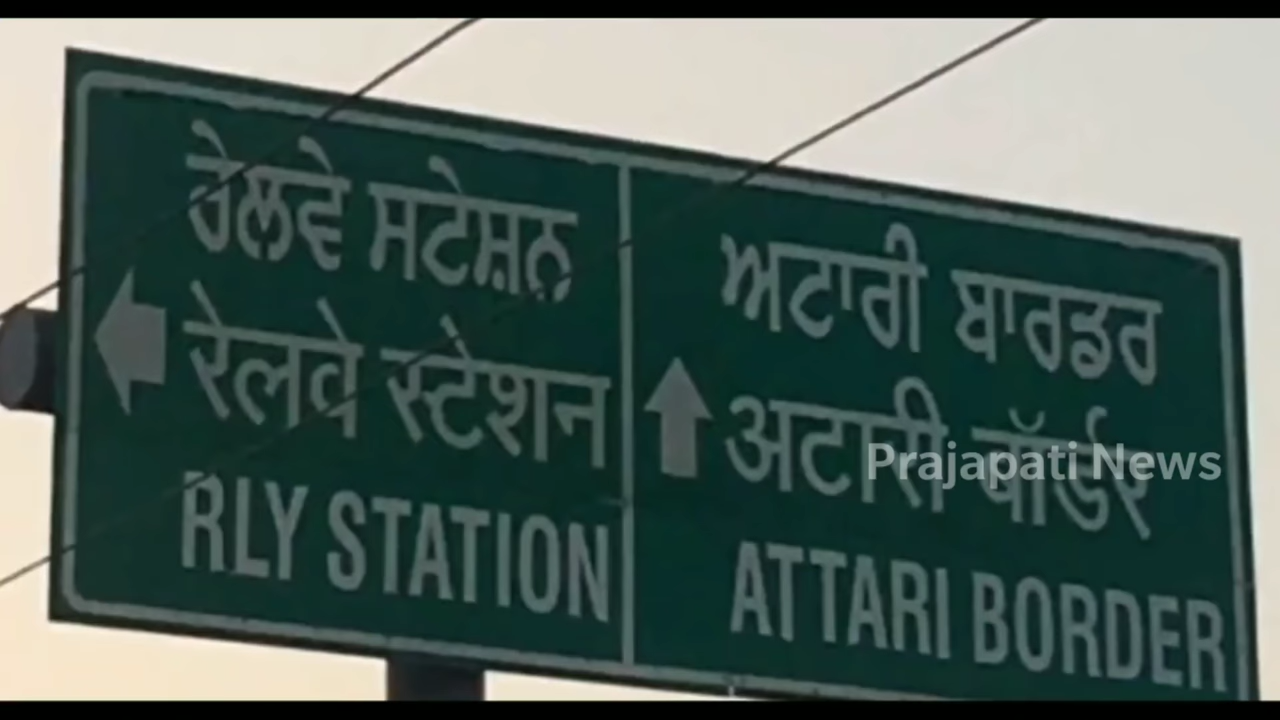 ਰੇਲਵੇ ਸਟੇਸ਼ਨ
रेलवे स्टेशन
RLY STATION
ਅਟਾਰੀ ਬਾਰਡਰ
अटारी बॉर्डर
ATTARI BORDER
Prajapati News